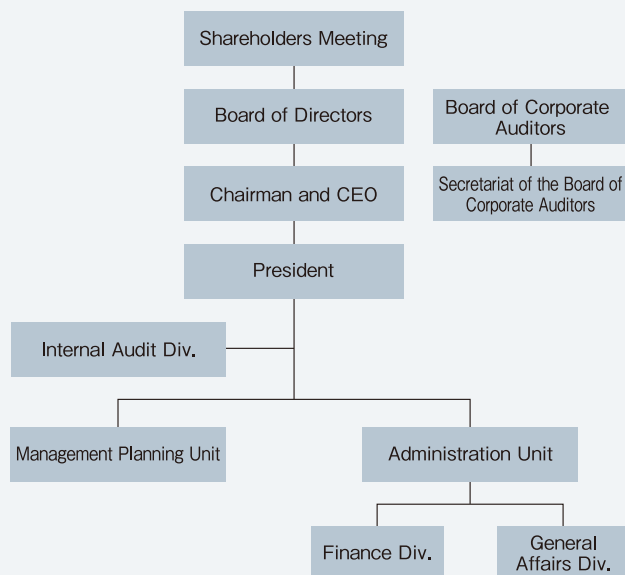 Shareholders Meeting
Board of Directors
Board of Corporate
Auditors
Chairman and CEO
Secretariat of the Board of
Corporate Auditors
President
Internal Audit Div.
Management Planning Unit
Administration Unit
Finance Div.
General
Affairs Div.